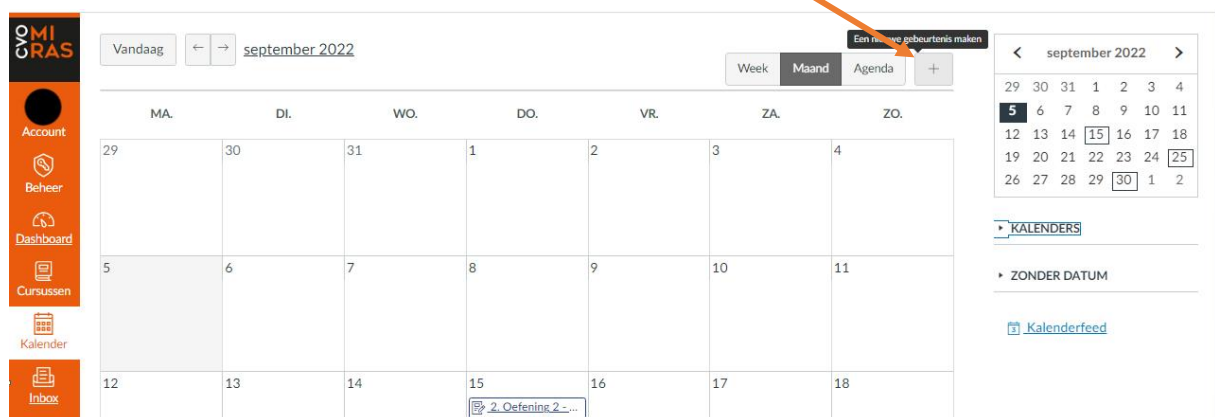 CVO MI
RAS
Vandaag ← → september 2022
Een nieuwe gebeurtenis maken
Week Maand Agenda +
MA. DI. WO. DO. VR. ZA. ZO.
29 30 31 1 2 3 4
5 6 7 8 9 10 11
12 13 14 15 16 17 18
2. Oefening 2 - ...
Account
Beheer
Dashboard
Cursussen
Kalender
Inbox
< september 2022 >
29 30 31 1 2 3 4
5 6 7 8 9 10 11
12 13 14 15 16 17 18
19 20 21 22 23 24 25
26 27 28 29 30 1 2
KALENDERS
ZONDER DATUM
Kalenderfeed